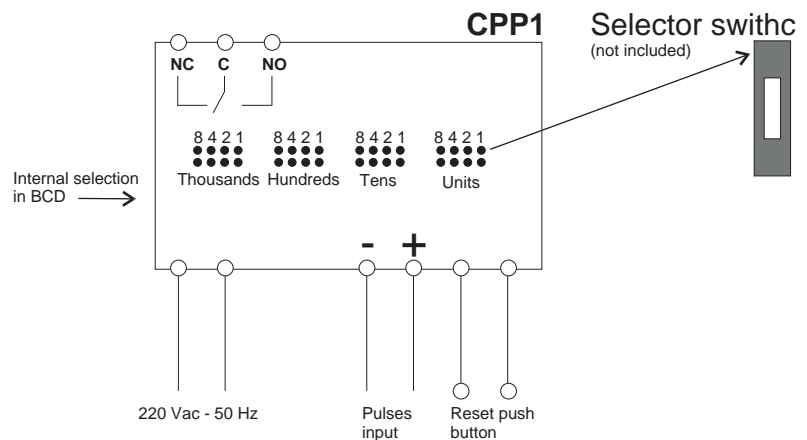 CPP1
Selector swithc
(not included)
NC C NO
8 4 2 1 8 4 2 1 8 4 2 1 8 4 2 1
Thousands Hundreds Tens Units
Internal selection
in BCD
- +
220 Vac - 50 Hz
Pulses
input
Reset push
button